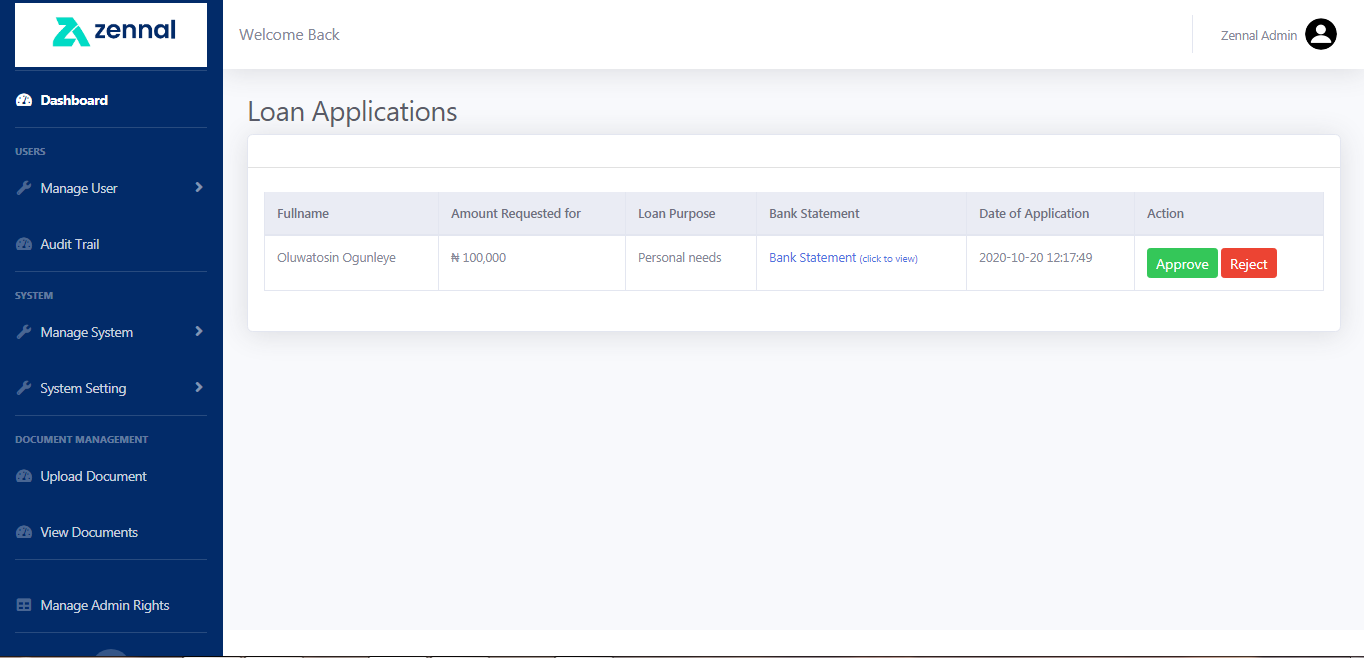 zennal
Welcome Back
Zennal Admin
Dashboard
USERS
Manage User
Audit Trail
SYSTEM
Manage System
System Setting
DOCUMENT MANAGEMENT
Upload Document
View Documents
Manage Admin Rights
Loan Applications
Fullname Amount Requested for Loan Purpose Bank Statement Date of Application Action
Oluwatosin Ogunleye ₦ 100,000 Personal needs Bank Statement (click to view) 2020-10-20 12:17:49 Approve Reject